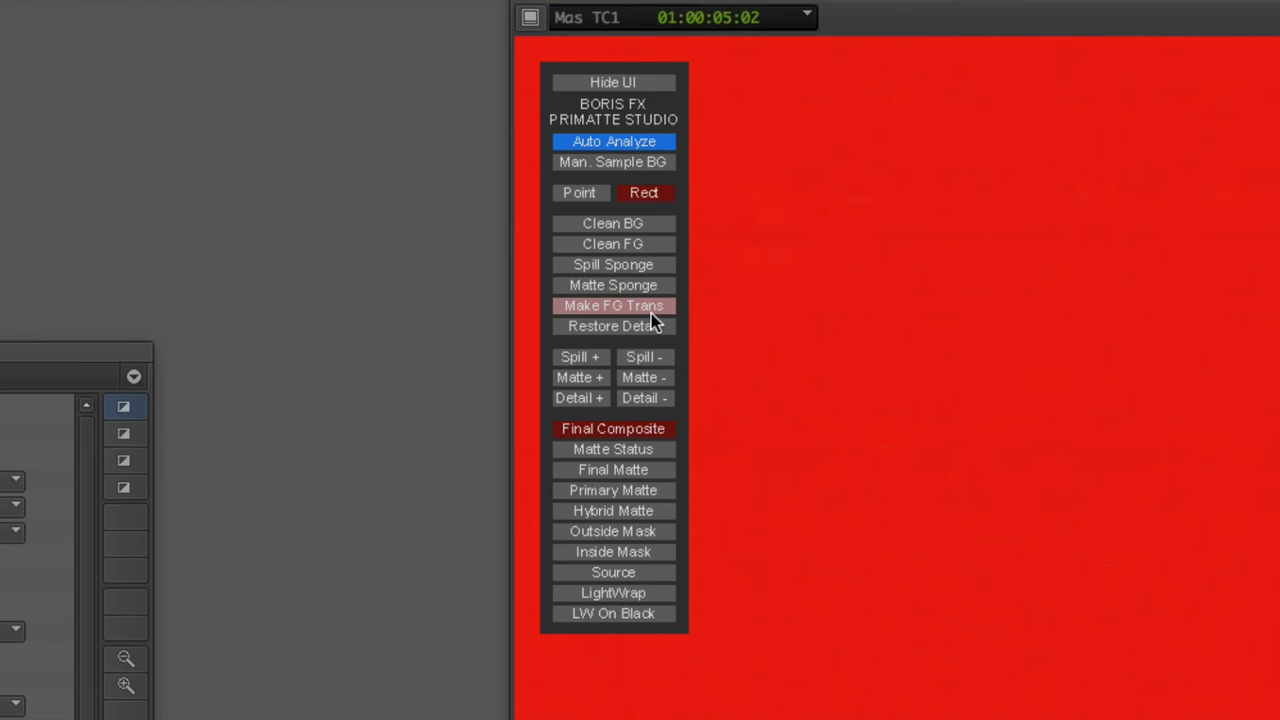 Mas TC1 01:00:05:02
Hide UI
BORIS FX
PRIMATTE STUDIO
Auto Analyze
Man. Sample BG
Point Rect
Clean BG
Clean FG
Spill Sponge
Matte Sponge
Make FG Trans
Restore Detail
Spill + Spill -
Matte + Matte -
Detail + Detail -
Final Composite
Matte Status
Final Matte
Primary Matte
Hybrid Matte
Outside Mask
Inside Mask
Source
LightWrap
LW On Black